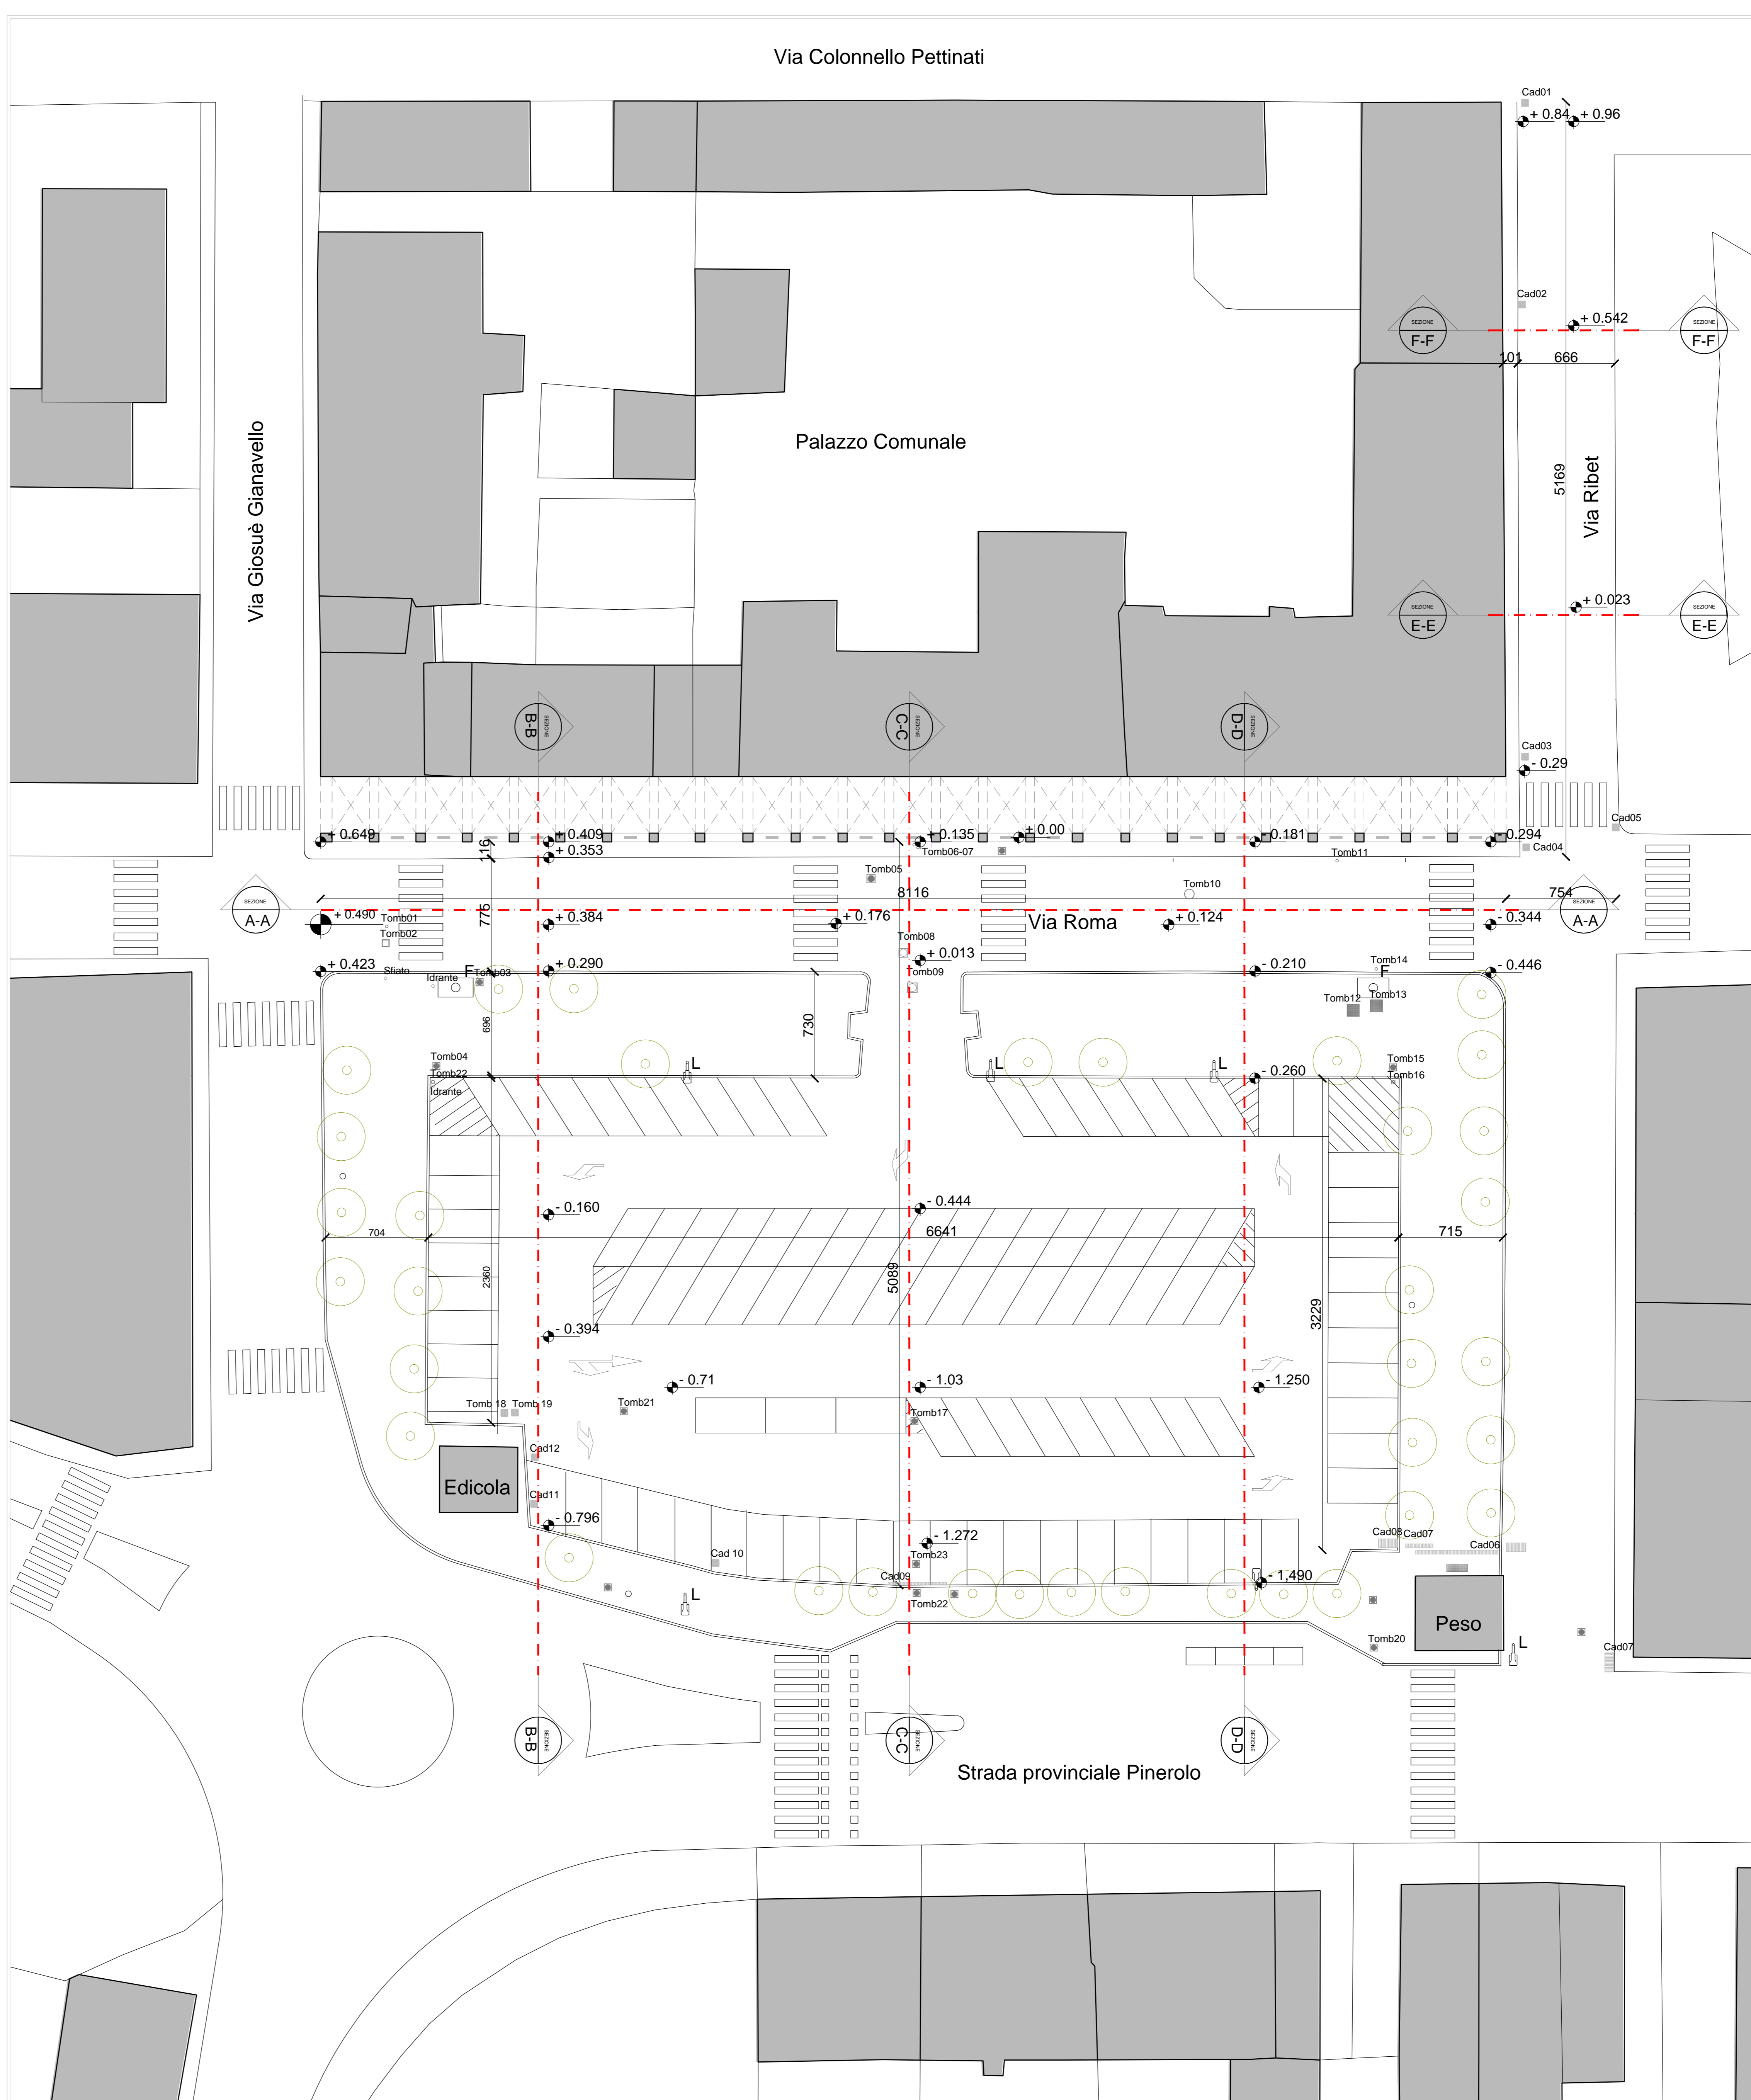 Via Colonnello Pettinati
Cad01
+ 0.84
+ 0.96
Cad02
+ 0.542
SEZIONE
F-F
SEZIONE
F-F
101
666
Via Giosuè Gianavello
Palazzo Comunale
5169
Via Ribet
+ 0.023
SEZIONE
E-E
SEZIONE
E-E
SEZIONE
B-B
SEZIONE
C-C
SEZIONE
D-D
Cad03
- 0.29
Cad05
+ 0.649
+ 0.409
+ 0.135
+ 0.00
- 0.181
- 0.294
116
+ 0.353
Tomb06-07
Tomb11
Cad04
Tomb05
8116
Tomb10
754
SEZIONE
A-A
SEZIONE
A-A
+ 0.490
Tomb01
775
+ 0.384
+ 0.176
Via Roma
+ 0.124
- 0.344
Tomb02
Tomb08
+ 0.013
Tomb14
+ 0.423
Sfiato
Idrante
F
Tomb03
+ 0.290
Tomb09
- 0.210
F
- 0.446
Tomb12
Tomb13
696
730
Tomb04
L
L
L
Tomb15
Tomb22
- 0.260
Tomb16
Idrante
- 0.160
- 0.444
704
6641
715
2360
5089
3229
- 0.394
- 0.71
- 1.03
- 1.250
Tomb 18
Tomb 19
Tomb21
Tomb17
Cad12
Edicola
Cad11
- 0.796
- 1.272
Cad08
Cad07
Cad06
Cad 10
Tomb23
Cad09
- 1,490
L
Tomb22
Peso
Tomb20
L
Cad07
SEZIONE
B-B
SEZIONE
C-C
SEZIONE
D-D
Strada provinciale Pinerolo